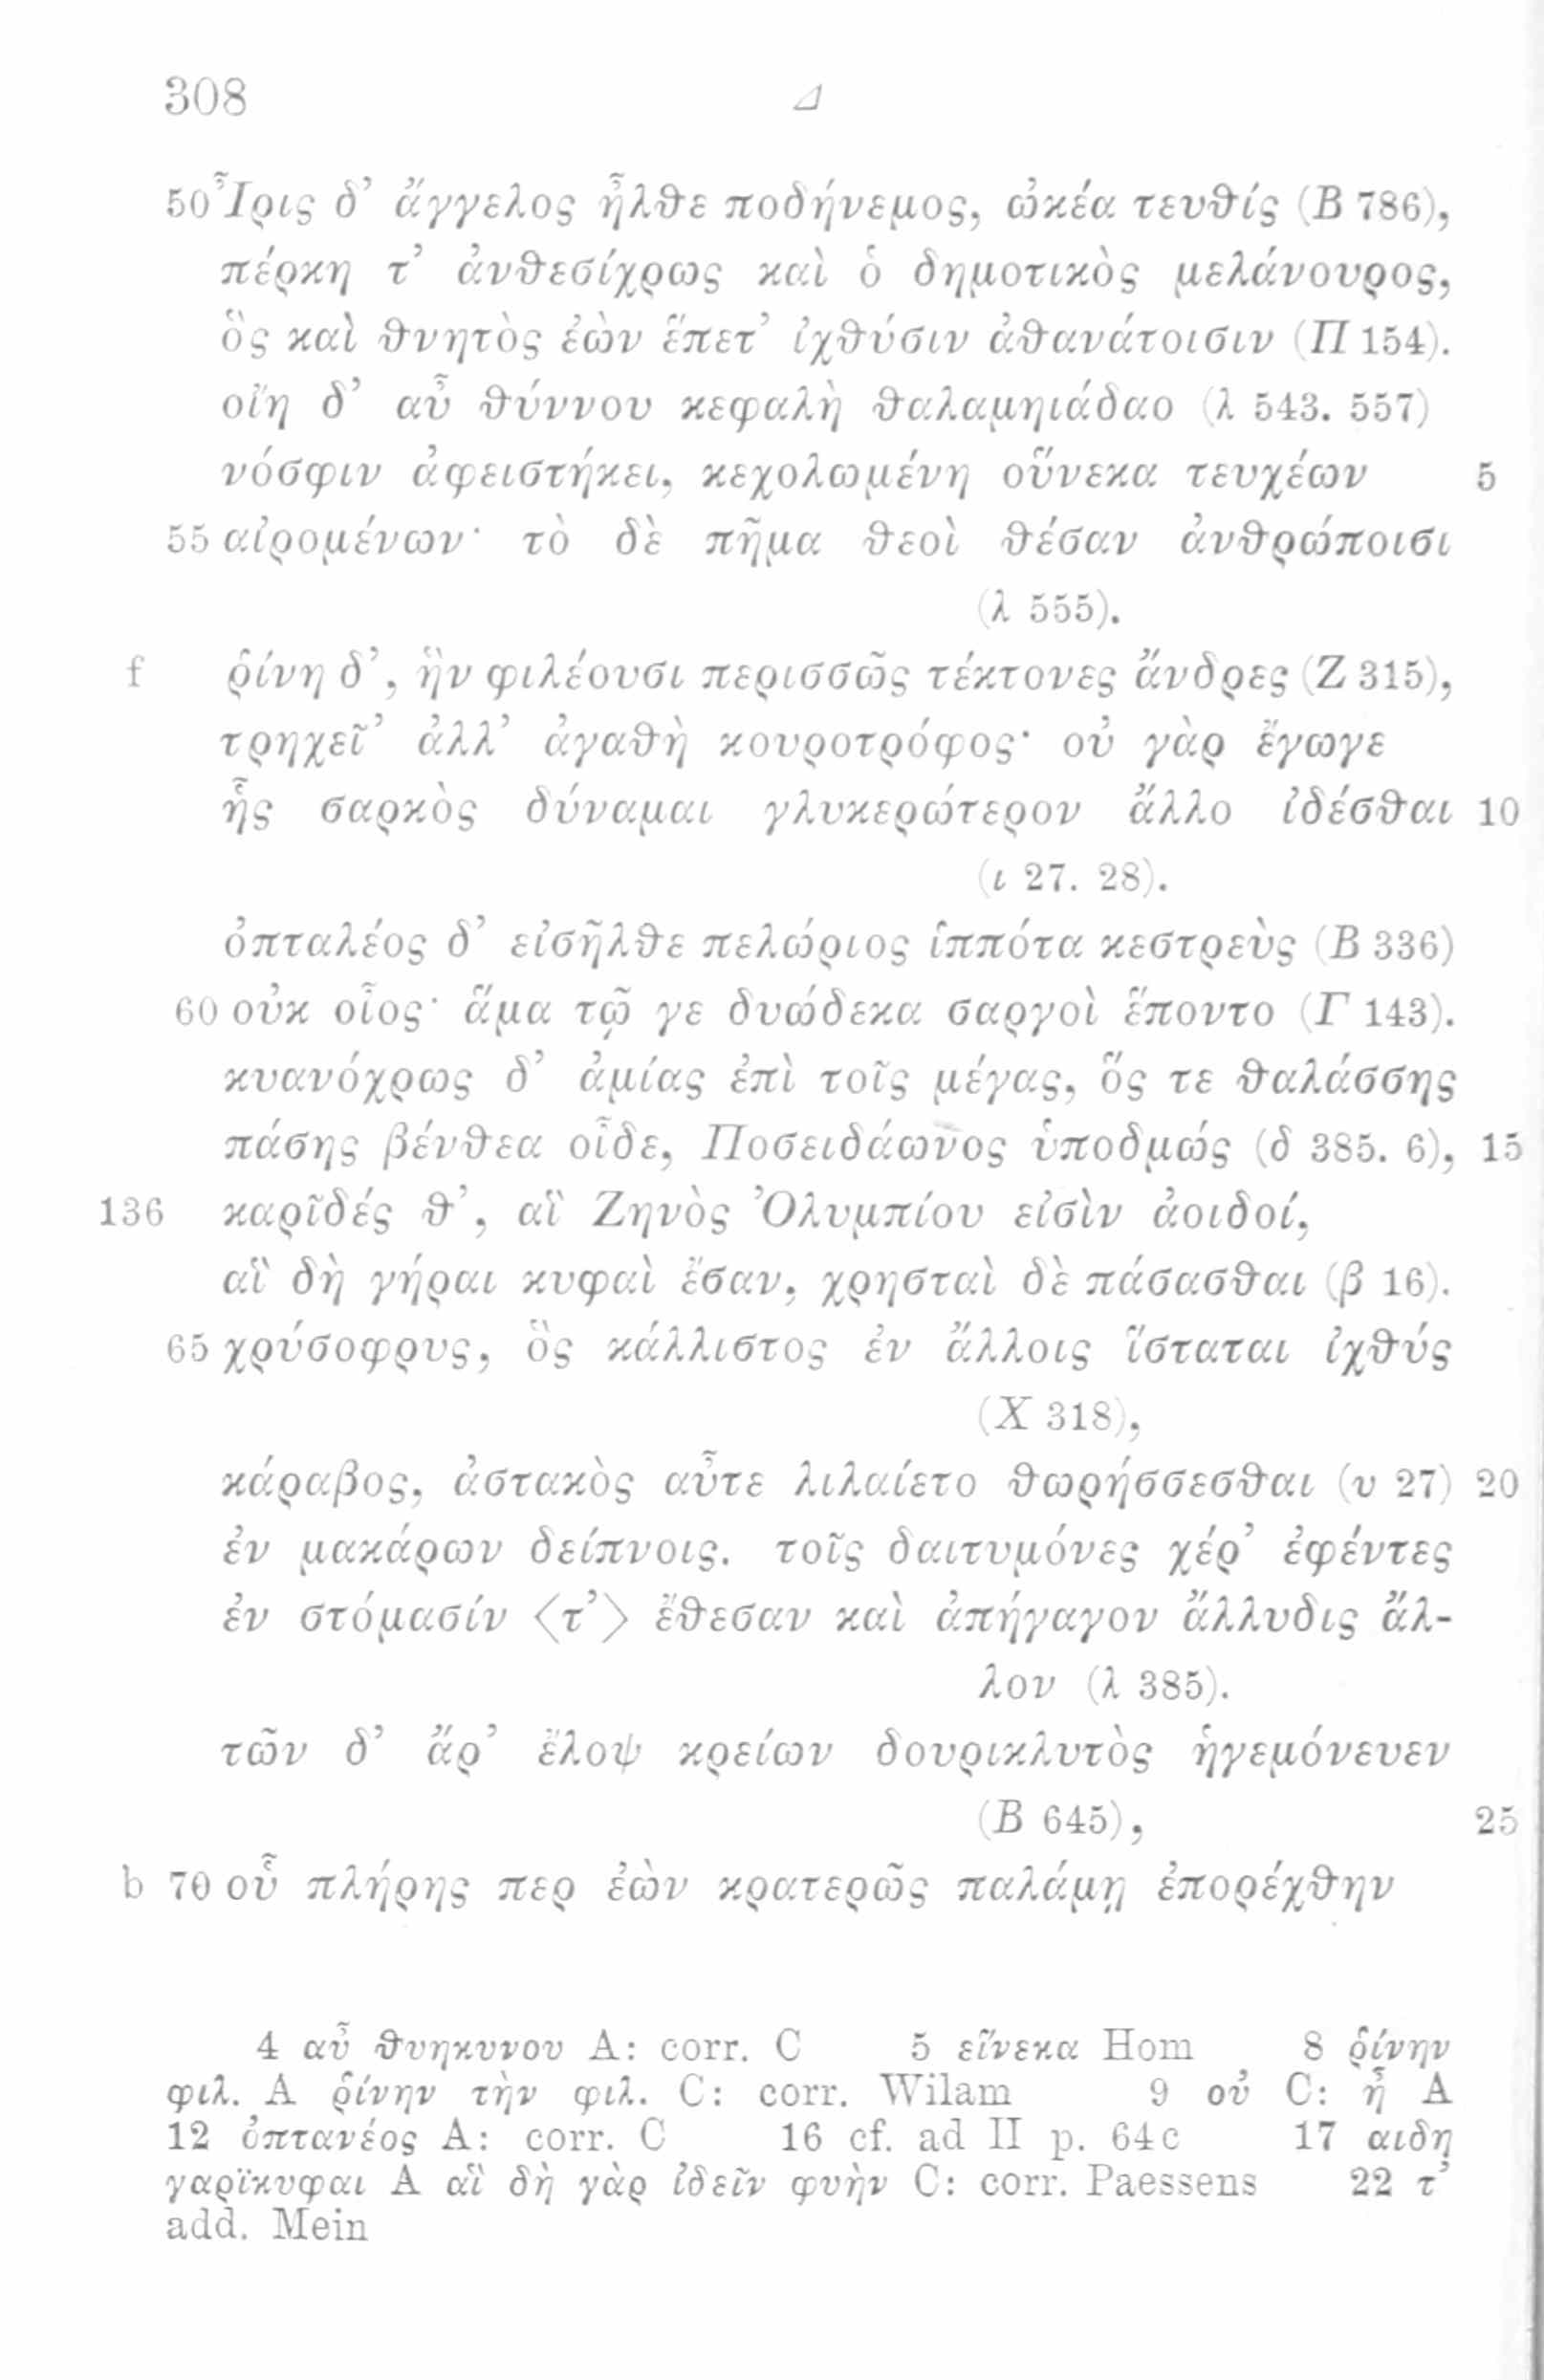 308 Δ
50 Ἶρις δ’ ἄγγελος ἦλθε ποδήνεμος, ὠκέα τευθίς (B 786),
πέρκη τ’ ἀνθεσίχρως καὶ ὁ δημοτικὸς μελάνουρος,
ὃς καὶ θνητὸς ἐὼν ἕπετ’ ἰχθύσιν ἀθανάτοισιν (Π 154).
οἴη δ’ αὖ θύννου κεφαλὴ θαλαμηιάδαο (λ 543. 557)
νόσφιν ἀφειστήκει, κεχολωμένη οὕνεκα τευχέων 5
55 αἰρομένων· τὸ δὲ πῆμα θεοὶ θέσαν ἀνθρώποισι
(λ 555).
f ῥίνη δ’, ἣν φιλέουσι περισσῶς τέκτονες ἄνδρες (Z 315),
τρηχεῖ’ ἀλλ’ ἀγαθὴ κουροτρόφος· οὐ γὰρ ἔγωγε
ἧς σαρκὸς δύναμαι γλυκερώτερον ἄλλο ἰδέσθαι 10
(ι 27. 28).
ὀπταλέος δ’ εἰσῆλθε πελώριος ἱππότα κεστρεὺς (B 336)
60 οὐκ οἶος· ἅμα τῷ γε δυώδεκα σαργοὶ ἕποντο (Γ 143).
κυανόχρως δ’ ἀμίας ἐπὶ τοῖς μέγας, ὅς τε θαλάσσης
πάσης βένθεα οἶδε, Ποσειδάωνος ὑποδμώς (δ 385. 6), 15
136 καρῖδές θ’, αἳ Ζηνὸς Ὀλυμπίου εἰσὶν ἀοιδοί,
αἳ δὴ γήραι κυφαὶ ἔσαν, χρησταὶ δὲ πάσασθαι (β 16).
65 χρύσοφρυς, ὃς κάλλιστος ἐν ἄλλοις ἵσταται ἰχθύς
(X 318),
κάραβος, ἀστακὸς αὖτε λιλαίετο θωρήσσεσθαι (υ 27) 20
ἐν μακάρων δείπνοις. τοῖς δαιτυμόνες χέρ’ ἐφέντες
ἐν στόμασίν ⟨τ’⟩ ἔθεσαν καὶ ἀπήγαγον ἄλλυδις ἄλ-
λον (λ 385).
τῶν δ’ ἄρ’ ἔλοψ κρείων δουρικλυτὸς ἡγεμόνευεν
(B 645), 25
b 70 οὗ πλήρης περ ἐὼν κρατερῶς παλάμῃ ἐπορέχθην
4 αὖ θυηκυνου A: corr. C 5 εἵνεκα Hom 8 ῥίνην
φιλ. A ῥίνην τὴν φιλ. C: corr. Wilam 9 οὐ C: ἦ A
12 ὀπτανέος A: corr. C 16 cf. ad II p. 64c 17 αιδη
γαρϊκυφαι A αἳ δὴ γὰρ ἰδεῖν φυὴν C: corr. Paessens 22 τ’
add. Mein